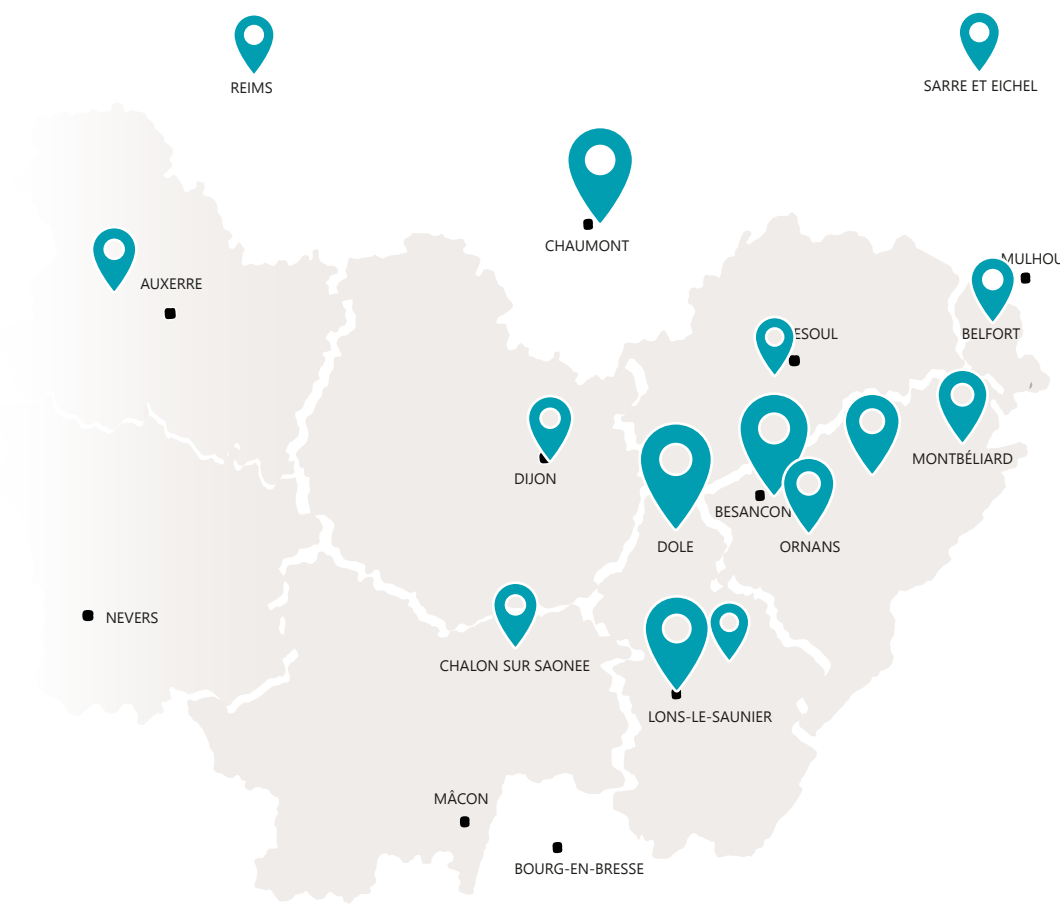 REIMS
SARRE ET EICHEL
CHAUMONT
MULHOU
AUXERRE
ESOUL
BELFORT
MONTBÉLIARD
DIJON
BESANCON
DOLE
ORNANS
NEVERS
CHALON SUR SAONEE
LONS-LE-SAUNIER
MÂCON
BOURG-EN-BRESSE